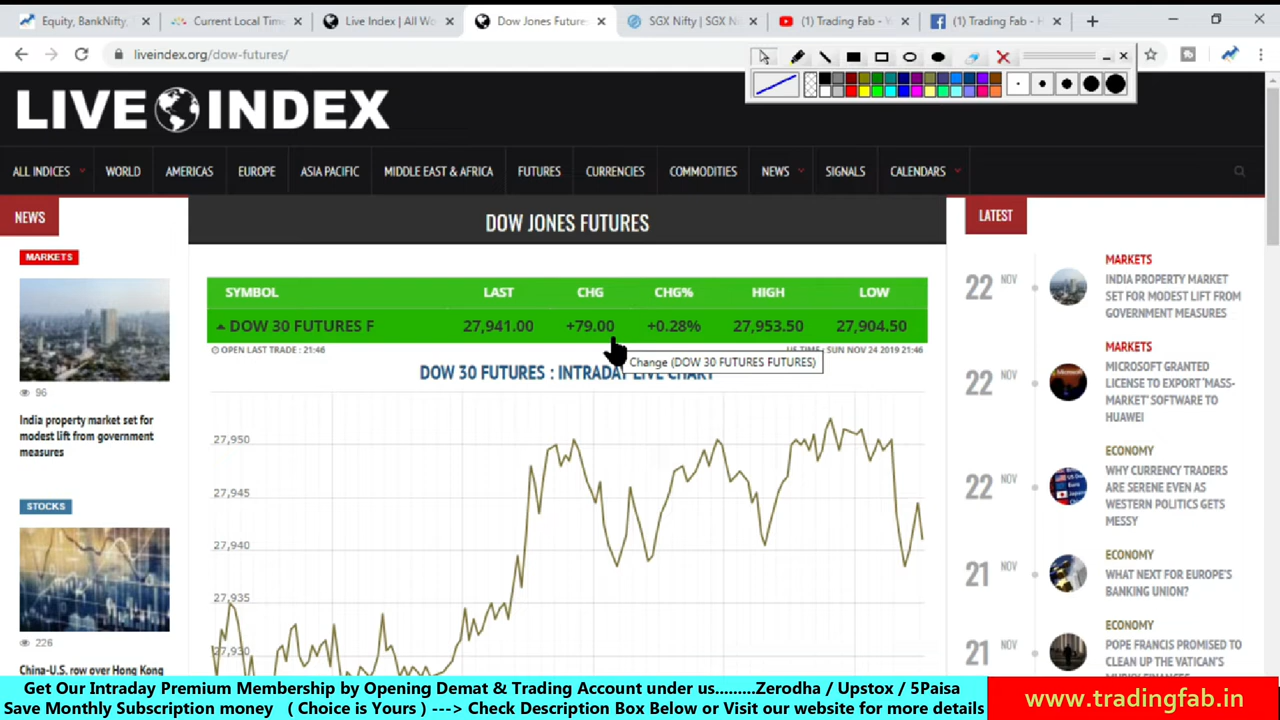 Equity, BankNifty,
Current Local Time
Live Index | All Wo
Dow Jones Future
SGX Nifty | SGX N
(1) Trading Fab - Y
(1) Trading Fab - H
liveindex.org/dow-futures/
LIVE INDEX
ALL INDICES
WORLD
AMERICAS
EUROPE
ASIA PACIFIC
MIDDLE EAST & AFRICA
FUTURES
CURRENCIES
COMMODITIES
NEWS
SIGNALS
CALENDARS
NEWS
MARKETS
96
India property market set for
modest lift from government
measures
STOCKS
226
China-U.S. row over Hong Kong
DOW JONES FUTURES
SYMBOL LAST CHG CHG% HIGH LOW
DOW 30 FUTURES F 27,941.00 +79.00 +0.28% 27,953.50 27,904.50
OPEN LAST TRADE : 21:46
US TIME : SUN NOV 24 2019 21:46
Change (DOW 30 FUTURES FUTURES)
DOW 30 FUTURES : INTRADAY LIVE CHART
27,950
27,945
27,940
27,935
27,930
LATEST
22 NOV
MARKETS
INDIA PROPERTY MARKET
SET FOR MODEST LIFT FROM
GOVERNMENT MEASURES
22 NOV
MARKETS
MICROSOFT GRANTED
LICENSE TO EXPORT 'MASS-
MARKET' SOFTWARE TO
HUAWEI
22 NOV
ECONOMY
WHY CURRENCY TRADERS
ARE SERENE EVEN AS
WESTERN POLITICS GETS
MESSY
21 NOV
ECONOMY
WHAT NEXT FOR EUROPE'S
BANKING UNION?
21 NOV
ECONOMY
POPE FRANCIS PROMISED TO
CLEAN UP THE VATICAN'S
Get Our Intraday Premium Membership by Opening Demat & Trading Account under us.........Zerodha / Upstox / 5Paisa
Save Monthly Subscription money ( Choice is Yours ) ---> Check Description Box Below or Visit our website for more details
www.tradingfab.in